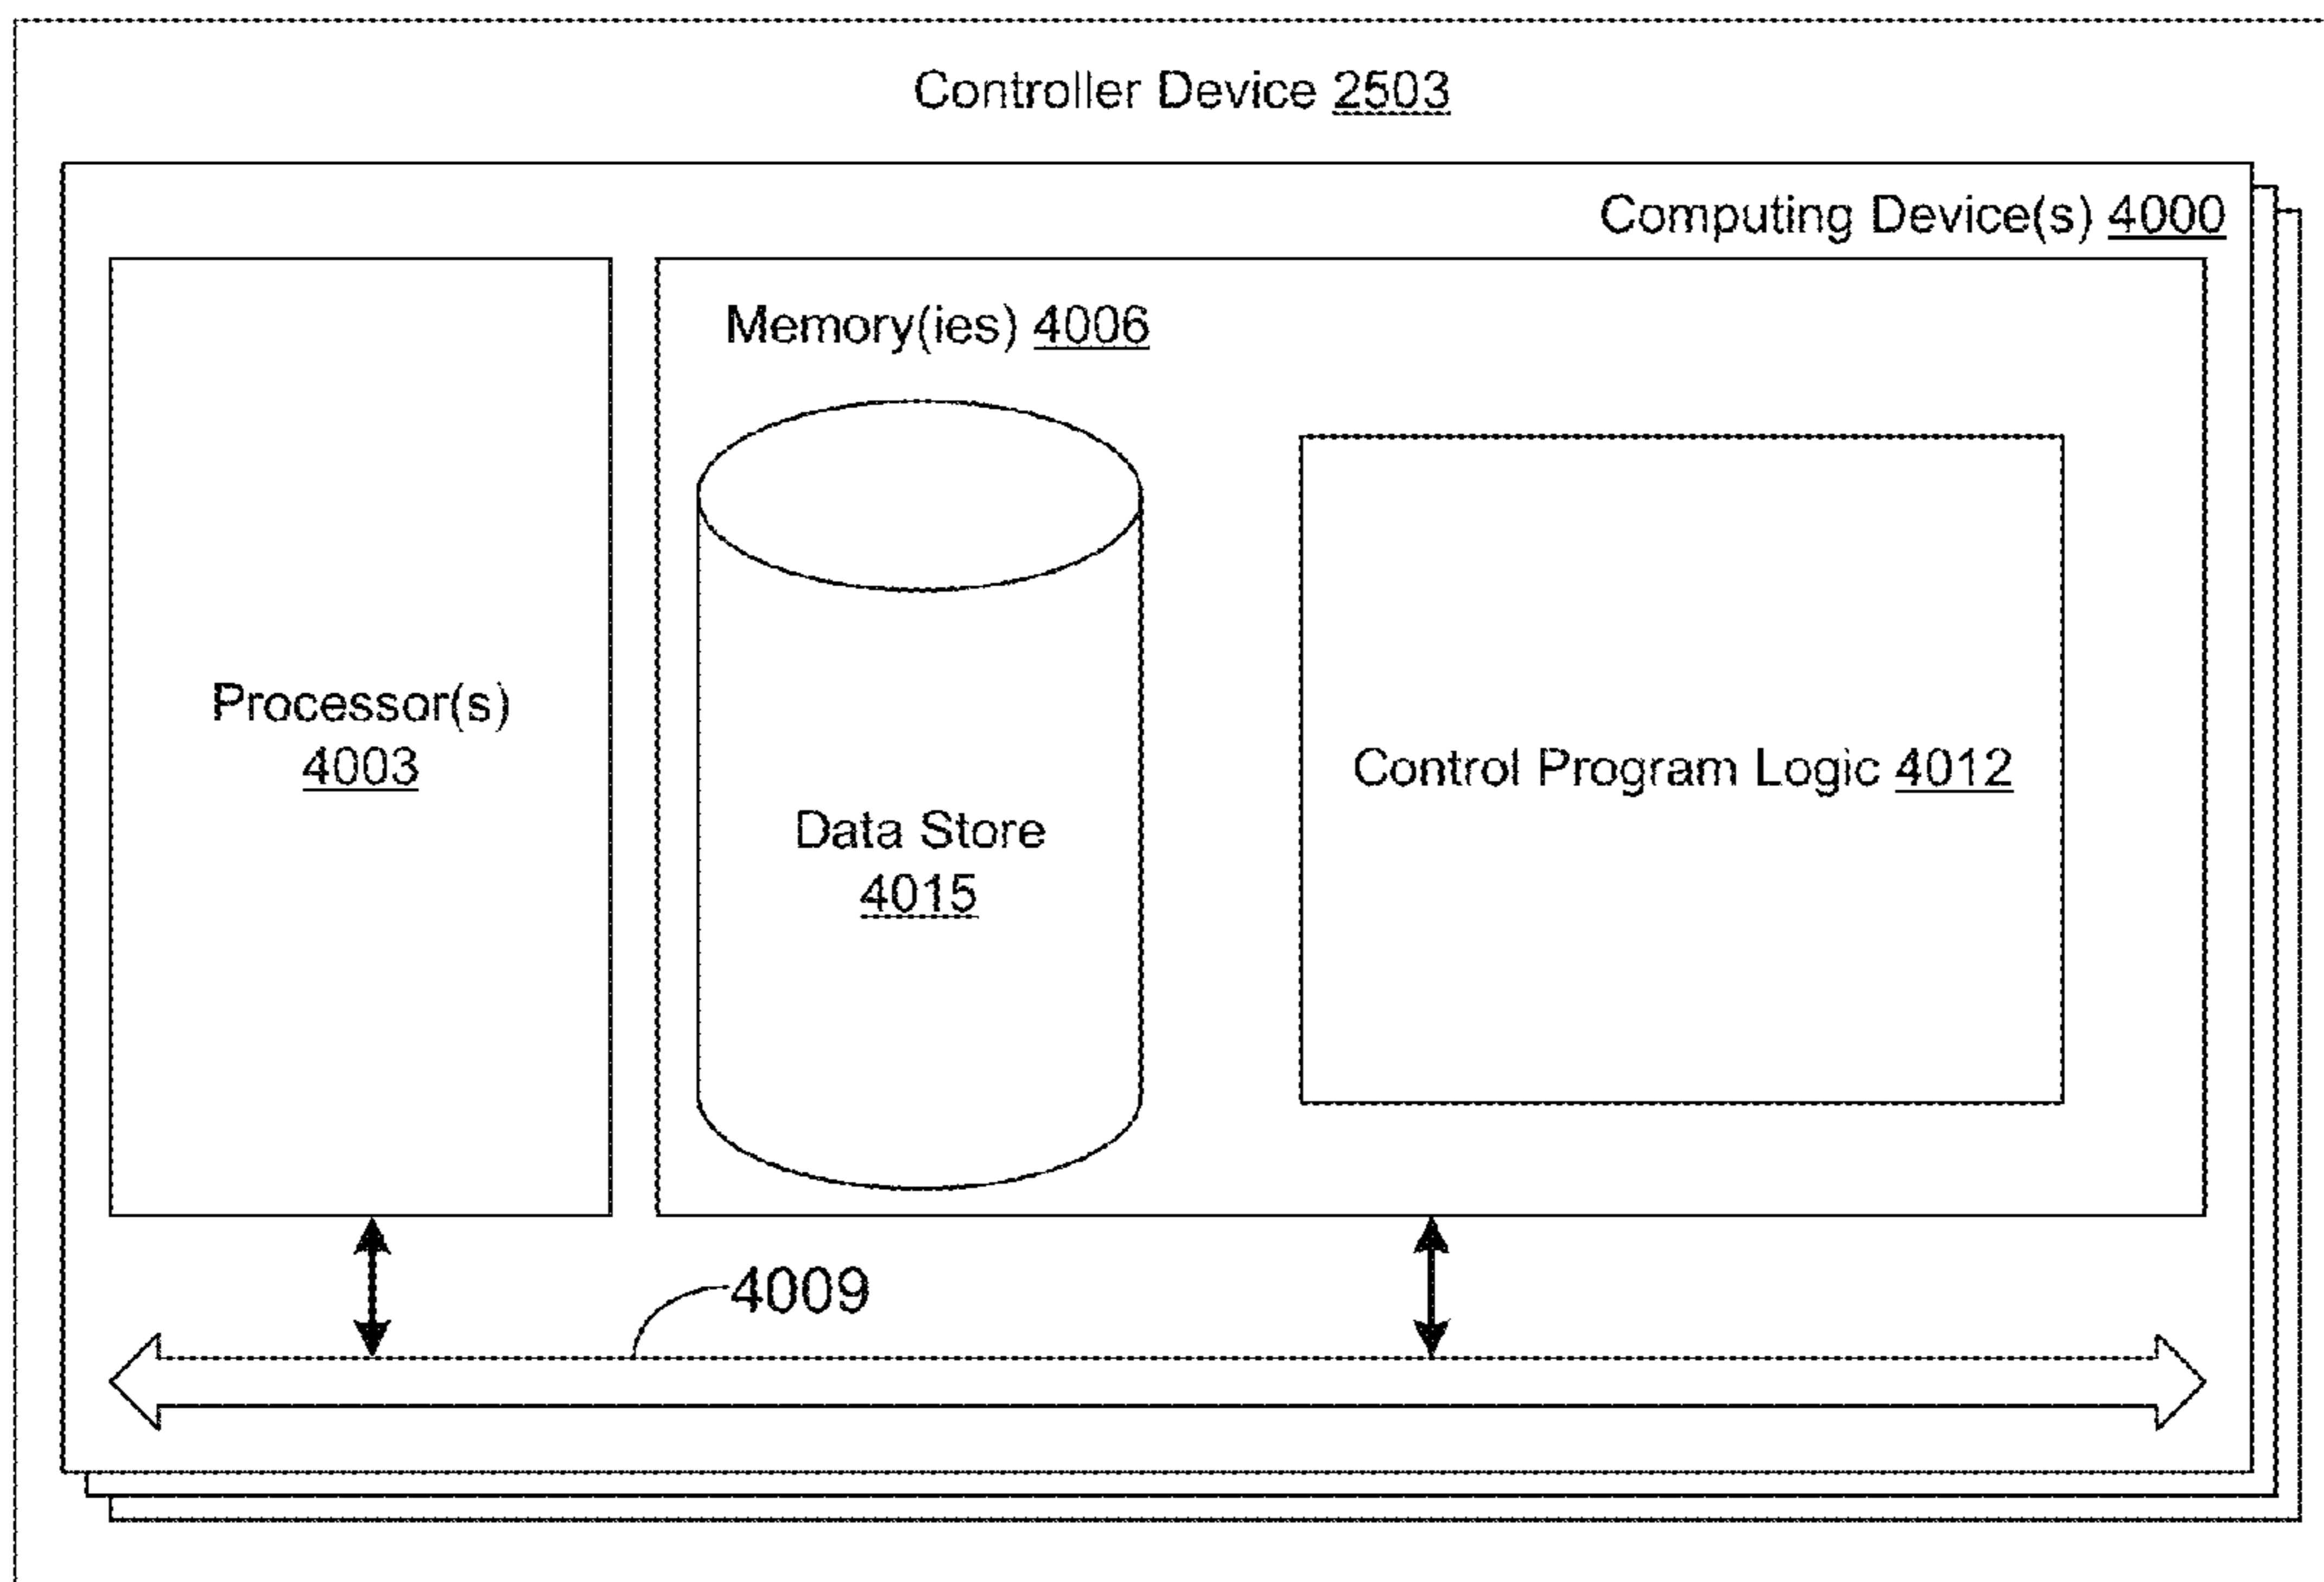 Controller Device 2503
Computing Device(s) 4000
Memory(ies) 4006
Processor(s)
4003
Data Store
4015
Control Program Logic 4012
4009